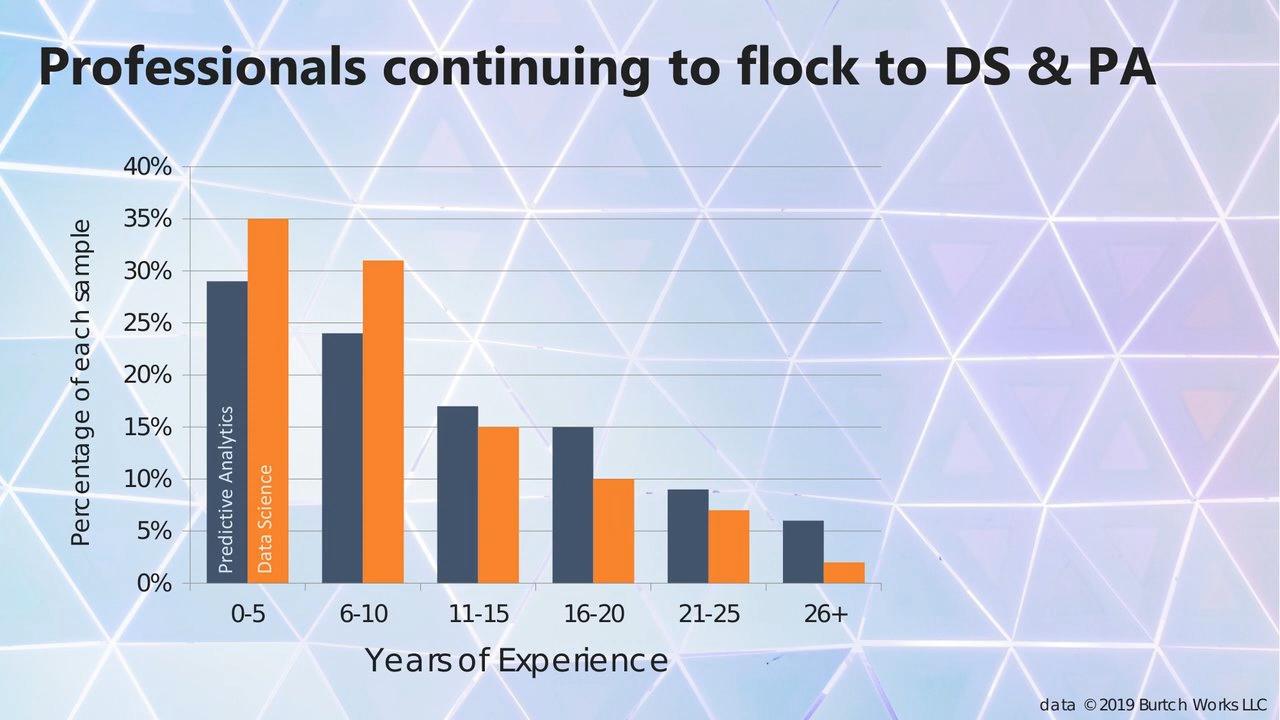 Professionals continuing to flock to DS & PA
Percentage of each sample
40%
35%
30%
25%
20%
15%
10%
5%
0%
Predictive Analytics
Data Science
0-5
6-10
11-15
16-20
21-25
26+
Years of Experience
data © 2019 Burtch Works LLC